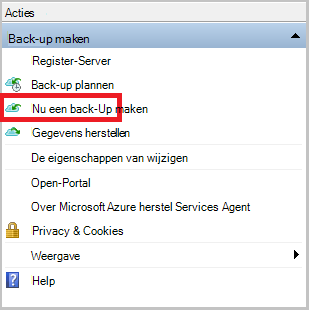 Acties
Back-up maken
Register-Server
Back-up plannen
Nu een back-Up maken
Gegevens herstellen
De eigenschappen van wijzigen
Open-Portal
Over Microsoft Azure herstel Services Agent
Privacy & Cookies
Weergave
Help